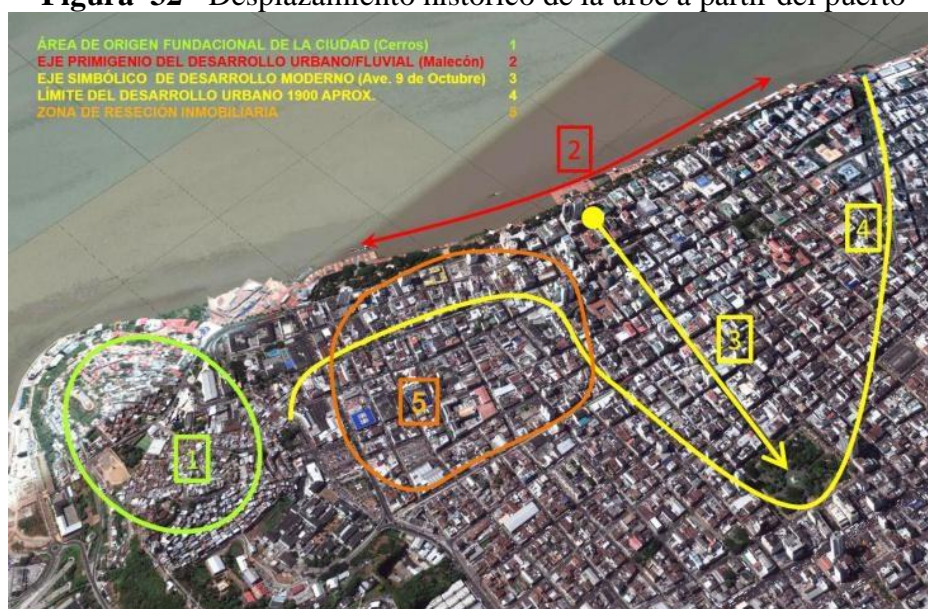 Figura 32 Desplazamiento histórico de la urbe a partir del puerto
ÁREA DE ORIGEN FUNDACIONAL DE LA CIUDAD (Cerros) 1
EJE PRIMIGENIO DEL DESARROLLO URBANO/FLUVIAL (Malecón) 2
EJE SIMBÓLICO DE DESARROLLO MODERNO (Ave. 9 de Octubre) 3
LÍMITE DEL DESARROLLO URBANO 1900 APROX. 4
ZONA DE RESECIÓN INMOBILIARIA 5
2
4
3
5
1